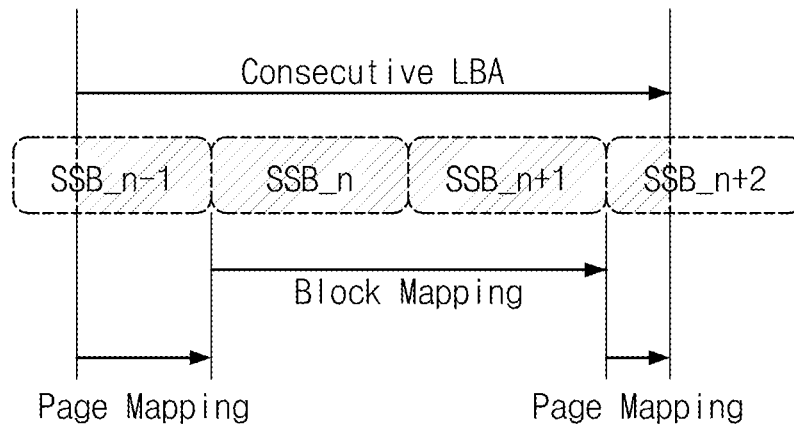 Consecutive LBA
SSB_n-1 SSB_n SSB_n+1 SSB_n+2
Block Mapping
Page Mapping Page Mapping